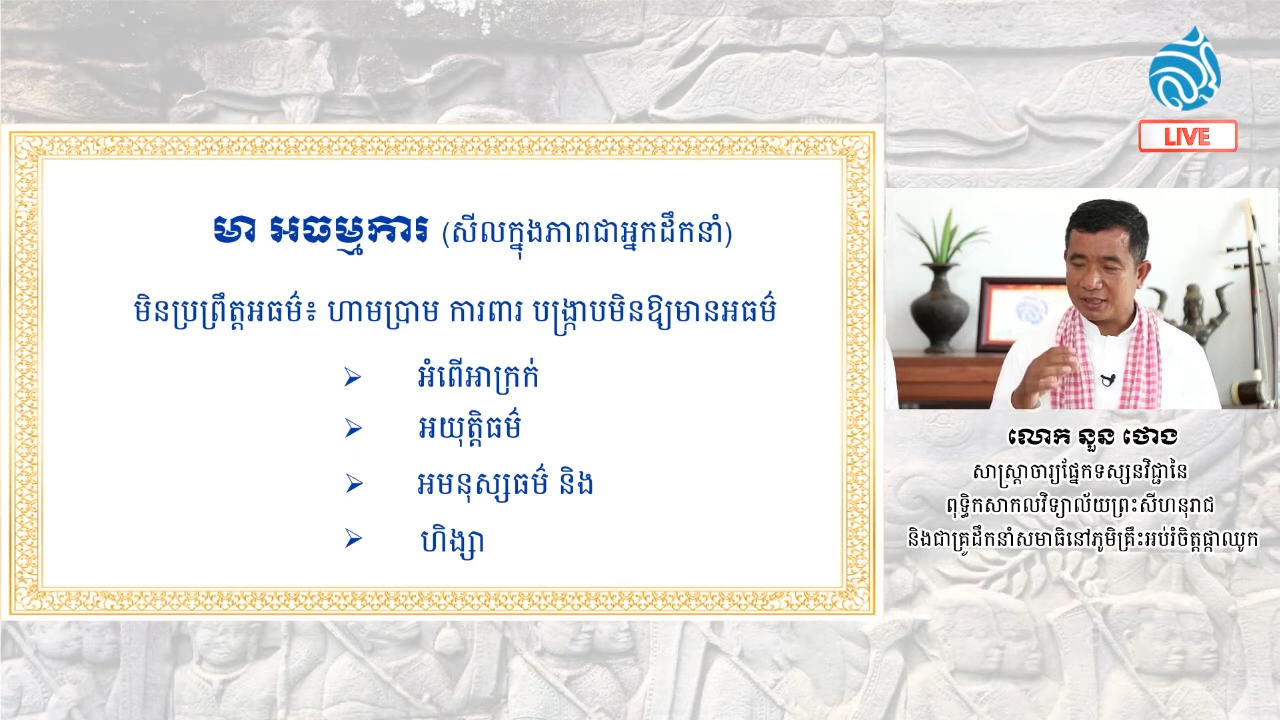 មា អធម្មការ (សីលក្នុងភាពជាអ្នកដឹកនាំ)
មិនប្រព្រឹត្តអធម៌៖ ហាមប្រាម ការពារ បង្ក្រាបមិនឱ្យមានអធម៌
➢ អំពើអាក្រក់
➢ អយុត្តិធម៌
➢ អមនុស្សធម៌ និង
➢ ហិង្សា
LIVE
លោក នួន ថោង
សាស្ត្រាចារ្យផ្នែកទស្សនវិជ្ជានៃ
ពុទ្ធិកសាកលវិទ្យាល័យព្រះសីហនុរាជ
និងជាគ្រូដឹកនាំសមាធិនៅភូមិគ្រឹះអប់រំចិត្តផ្កាឈូក